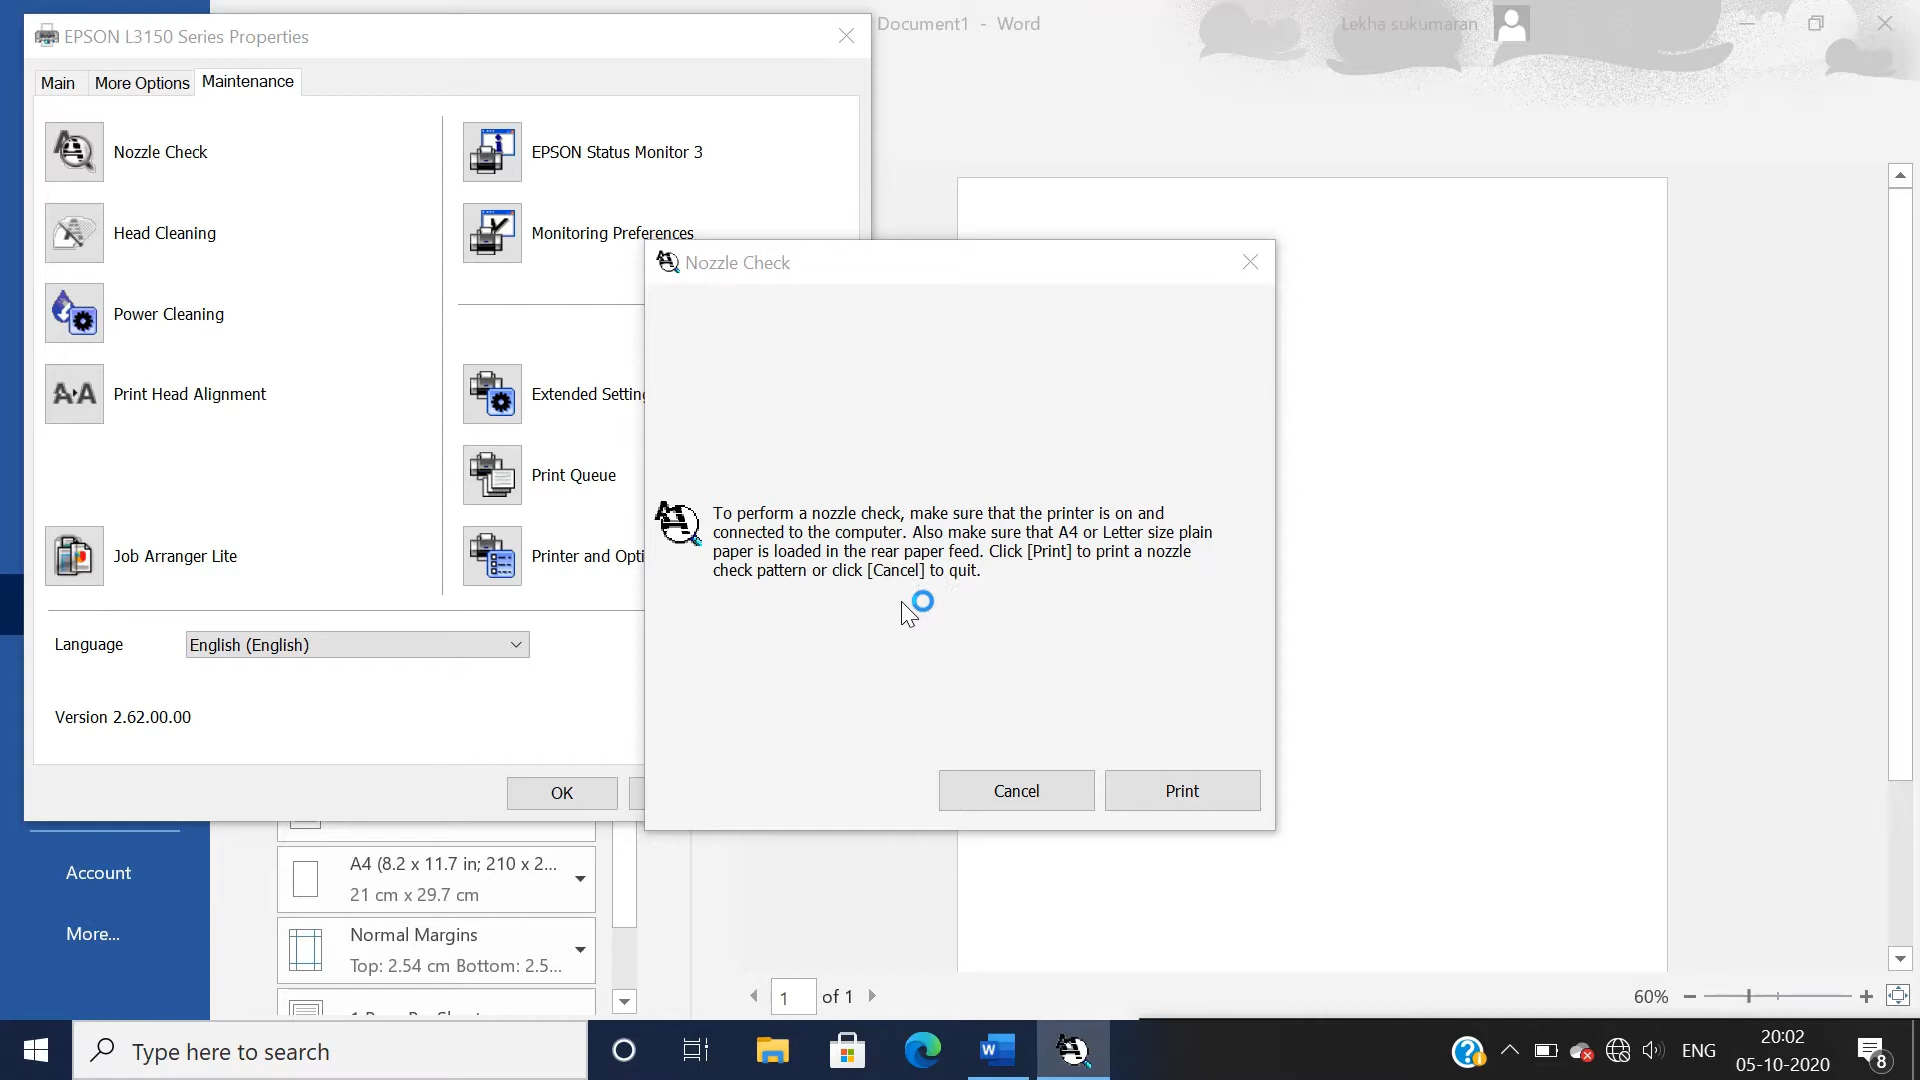 EPSON L3150 Series Properties
Document1 - Word
Lekha sukumaran
Main
More Options
Maintenance
Nozzle Check
EPSON Status Monitor 3
Head Cleaning
Monitoring Preferences
Nozzle Check
Power Cleaning
Print Head Alignment
Extended Setting
Print Queue
To perform a nozzle check, make sure that the printer is on and
connected to the computer. Also make sure that A4 or Letter size plain
paper is loaded in the rear paper feed. Click [Print] to print a nozzle
check pattern or click [Cancel] to quit.
Job Arranger Lite
Printer and Opti
Language
English (English)
Version 2.62.00.00
OK
Cancel
Print
Account
A4 (8.2 x 11.7 in; 210 x 2...
21 cm x 29.7 cm
More...
Normal Margins
Top: 2.54 cm Bottom: 2.5...
1 of 1
60%
Type here to search
ENG
20:02
05-10-2020
8